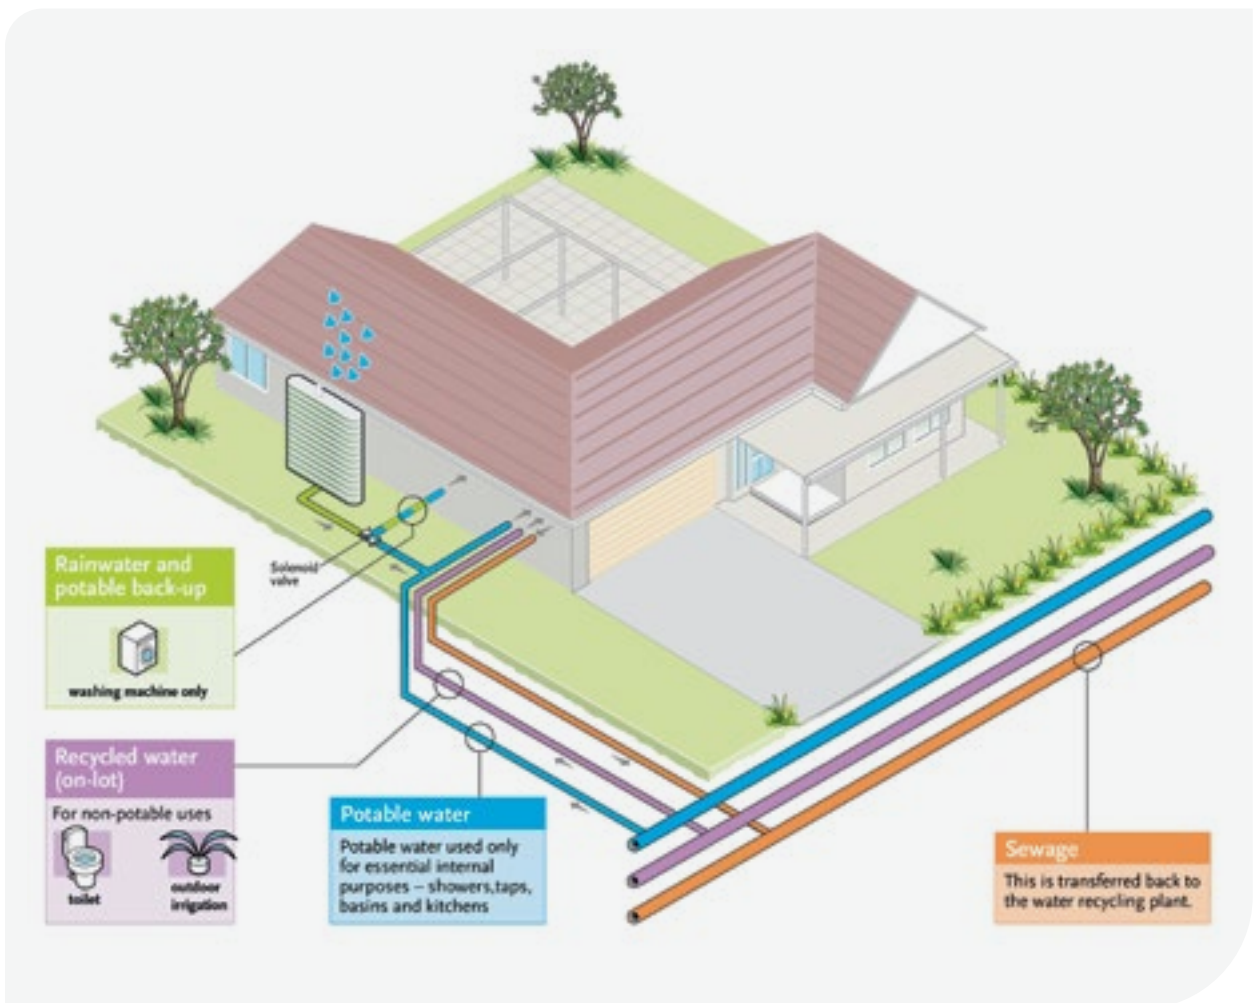 Solenoid
valve
Rainwater and
potable back-up
washing machine only
Recycled water
(on-lot)
For non-potable uses
toilet
outdoor
irrigation
Potable water
Potable water used only
for essential internal
purposes – showers,taps,
basins and kitchens
Sewage
This is transferred back to
the water recycling plant.